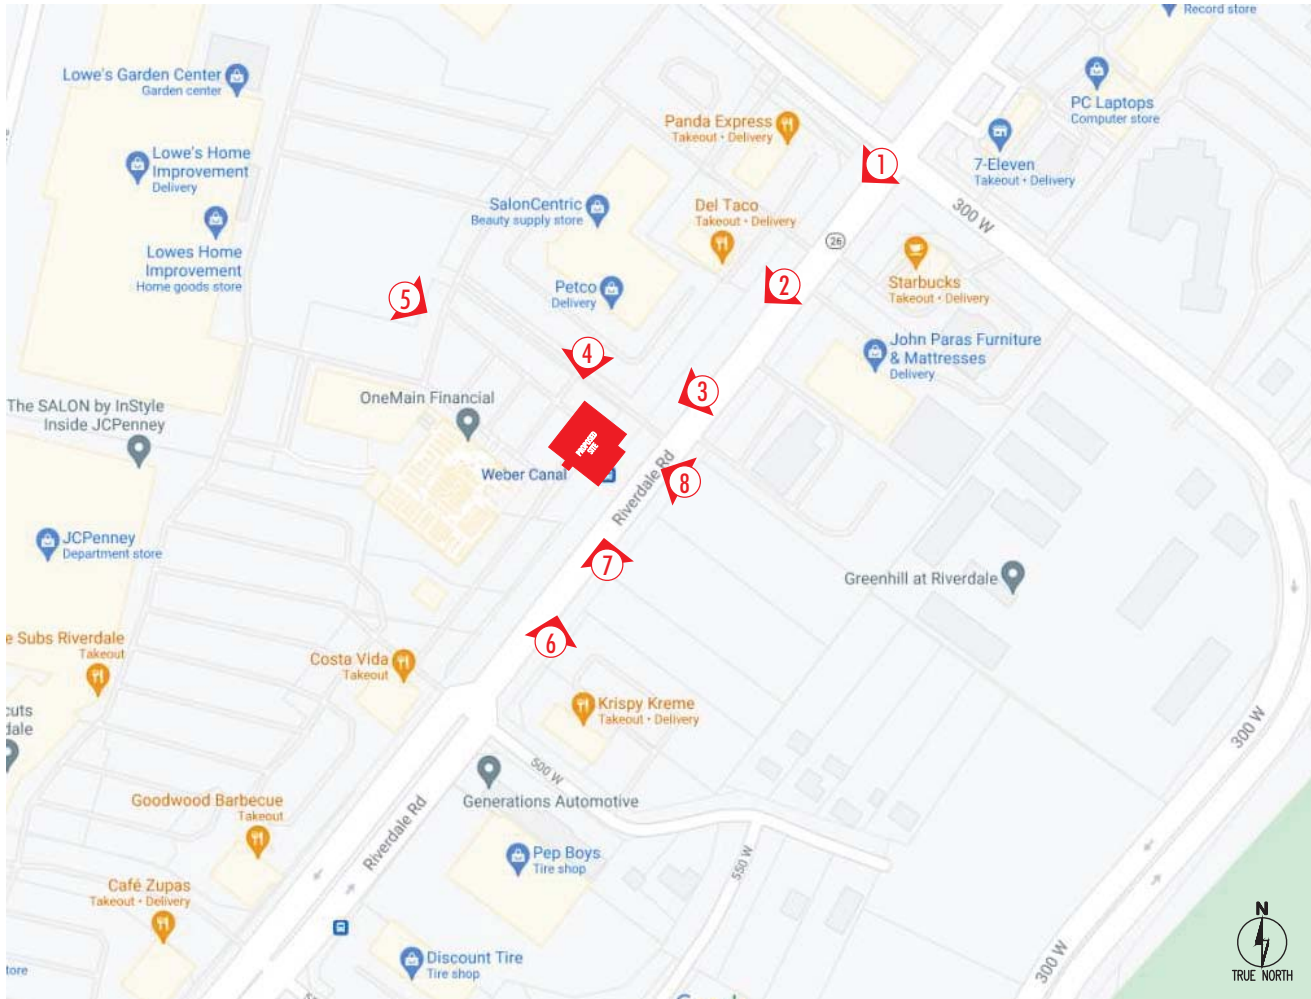 Record store
Lowe's Garden Center
Garden center
PC Laptops
Computer store
Panda Express
Takeout • Delivery
1
7-Eleven
Takeout • Delivery
Lowe's Home
Improvement
Delivery
SalonCentric
Beauty supply store
Del Taco
Takeout • Delivery
300 W
26
Lowes Home
Improvement
Home goods store
5
Petco
Delivery
2
Starbucks
Takeout • Delivery
4
John Paras Furniture
& Mattresses
Delivery
3
The SALON by InStyle
Inside JCPenney
OneMain Financial
PROPOSED
SITE
Weber Canal
Riverdale Rd
8
JCPenney
Department store
7
Greenhill at Riverdale
e Subs Riverdale
Takeout
6
Costa Vida
Takeout
Krispy Kreme
Takeout • Delivery
cuts
dale
300 W
500 W
Generations Automotive
Goodwood Barbecue
Takeout
Riverdale Rd
Pep Boys
Tire shop
550 W
Café Zupas
Takeout • Delivery
Discount Tire
Tire shop
tore
300 W
N
TRUE NORTH